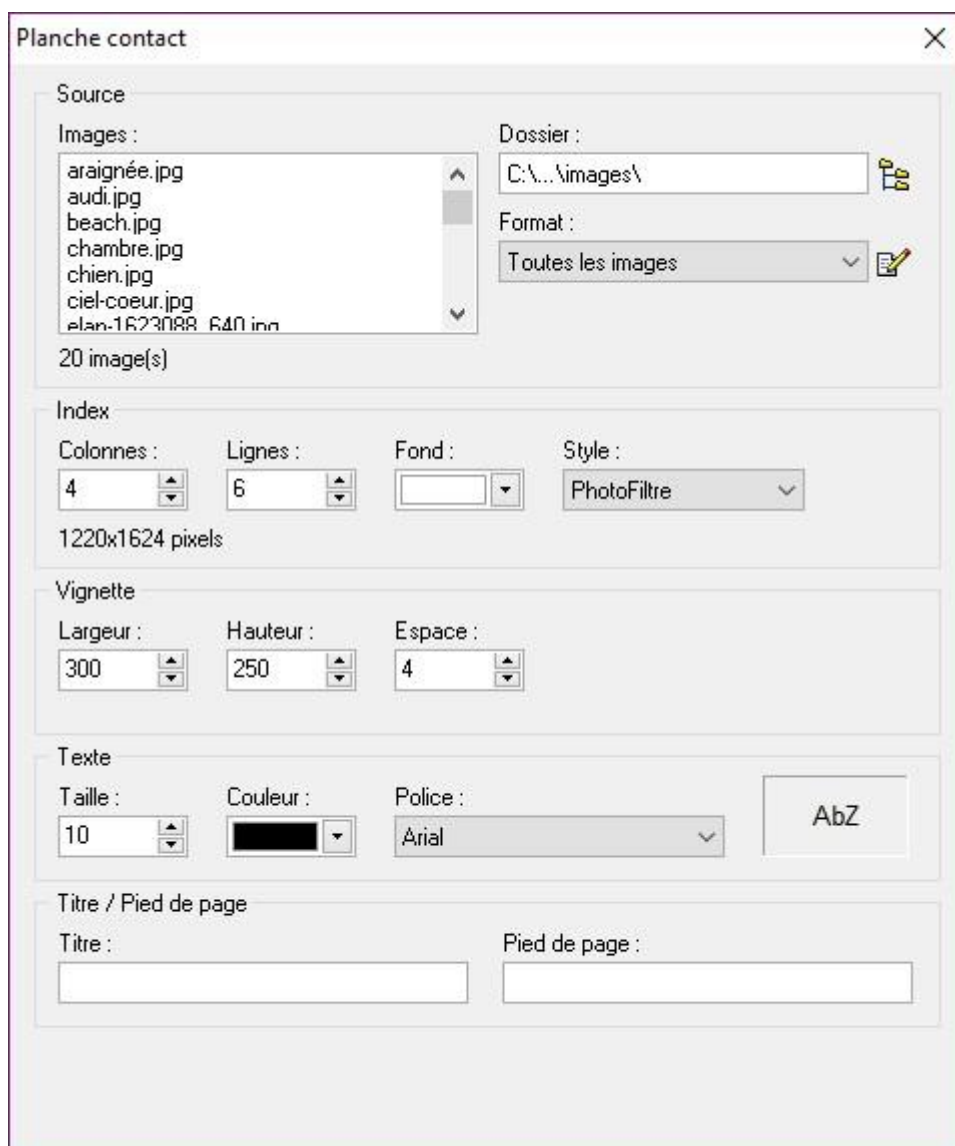 Planche contact
Source
Images :
Dossier :
araignée.jpg
audi.jpg
beach.jpg
chambre.jpg
chien.jpg
ciel-coeur.jpg
elan-1623088_640.jpg
C:\...\images\
Format :
Toutes les images
20 image(s)
Index
Colonnes :
Lignes :
Fond :
Style :
4
6
PhotoFiltre
1220x1624 pixels
Vignette
Largeur :
Hauteur :
Espace :
300
250
4
Texte
Taille :
Couleur :
Police :
10
Arial
AbZ
Titre / Pied de page
Titre :
Pied de page :